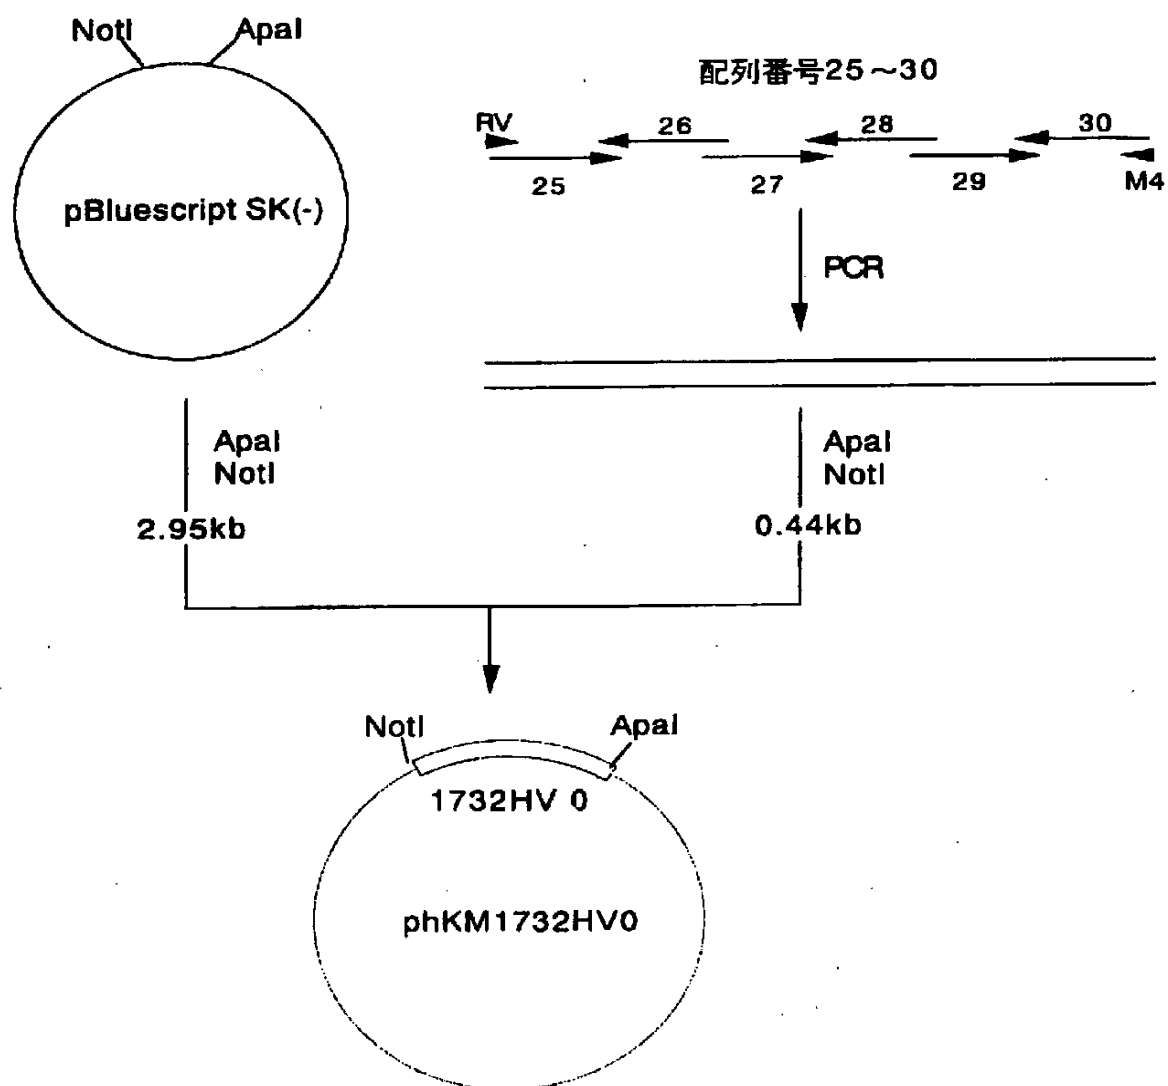 NotI
ApaI
pBluescript SK(-)
配列番号25～30
RV
26
28
30
25
27
29
M4
PCR
ApaI
NotI
2.95kb
ApaI
NotI
0.44kb
NotI
ApaI
1732HV 0
phKM1732HV0